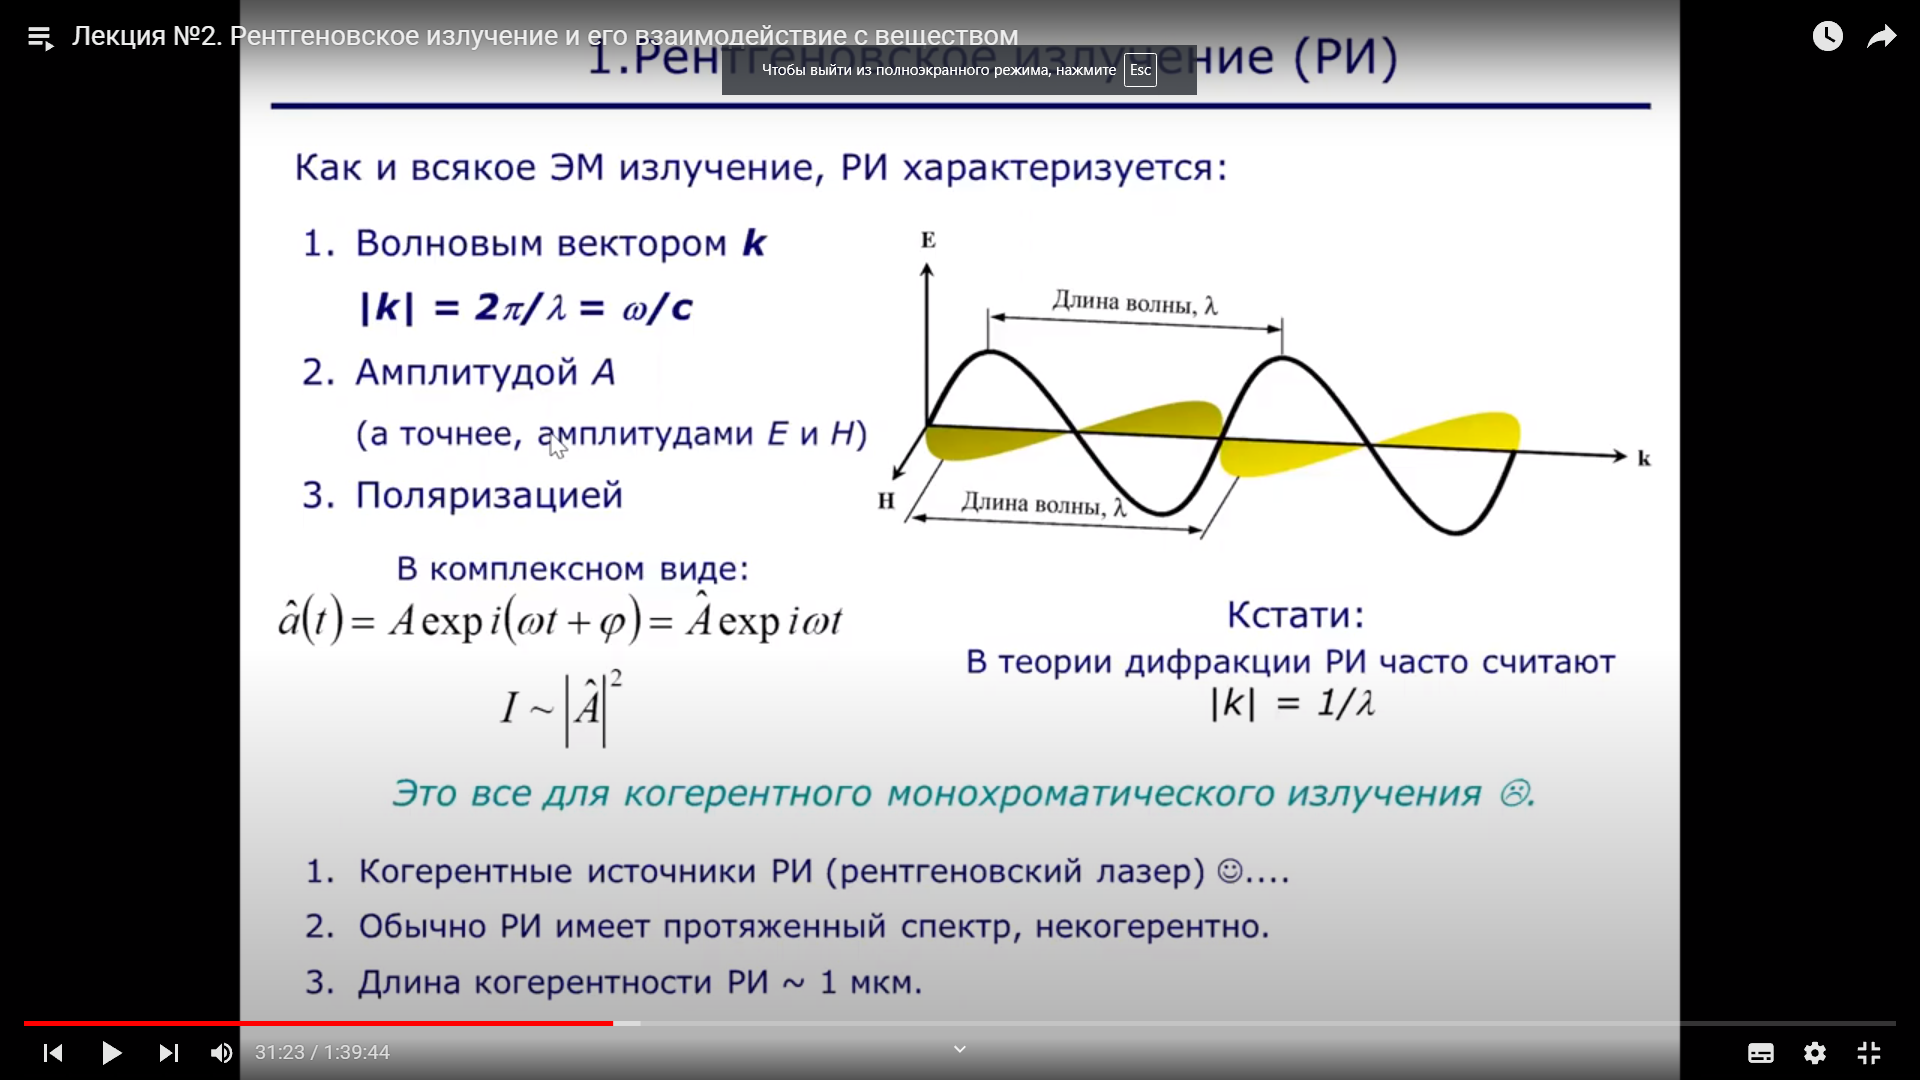 Лекция №2. Рентгеновское излучение и его взаимодействие с веществом
1.Рентгеновское излучение (РИ)
Чтобы выйти из полноэкранного режима, нажмите Esc
Как и всякое ЭМ излучение, РИ характеризуется:
1. Волновым вектором k
|k| = 2π/λ = ω/c
2. Амплитудой A
(а точнее, амплитудами E и H)
3. Поляризацией
E
Длина волны, λ
k
H
Длина волны, λ
В комплексном виде:
â(t) = A exp i(ωt + φ) = Â exp iωt
I ~ |Â|²
Кстати:
В теории дифракции РИ часто считают
|k| = 1/λ
Это все для когерентного монохроматического излучения ☹.
1. Когерентные источники РИ (рентгеновский лазер) ☺....
2. Обычно РИ имеет протяженный спектр, некогерентно.
3. Длина когерентности РИ ~ 1 мкм.
31:23 / 1:39:44